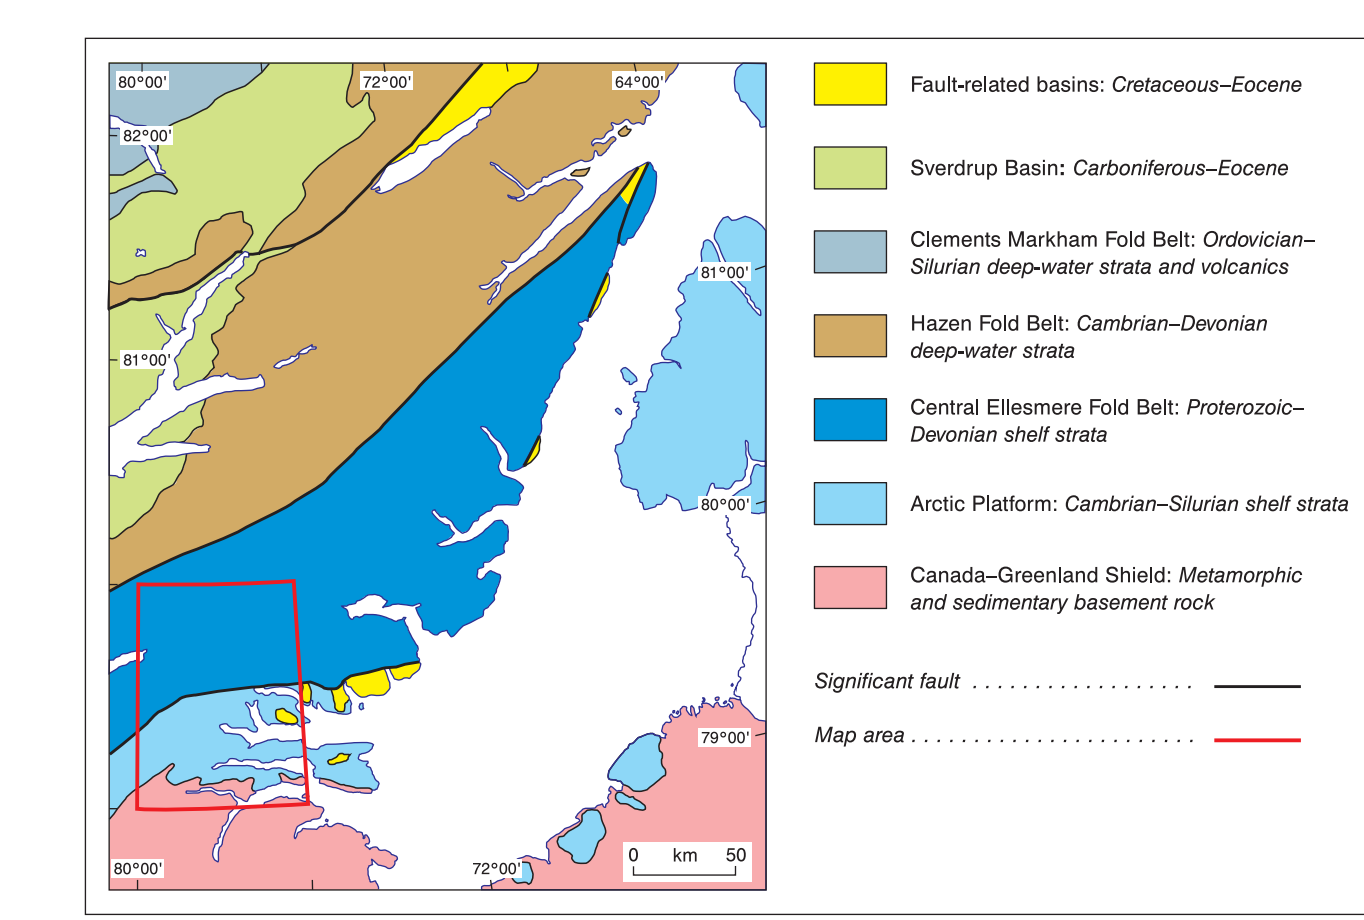 80°00'
72°00'
64°00'
82°00'
81°00'
81°00'
80°00'
79°00'
80°00'
72°00'
0 km 50
Fault-related basins: Cretaceous–Eocene
Sverdrup Basin: Carboniferous–Eocene
Clements Markham Fold Belt: Ordovician–
Silurian deep-water strata and volcanics
Hazen Fold Belt: Cambrian–Devonian
deep-water strata
Central Ellesmere Fold Belt: Proterozoic–
Devonian shelf strata
Arctic Platform: Cambrian–Silurian shelf strata
Canada–Greenland Shield: Metamorphic
and sedimentary basement rock
Significant fault . . . . . . . . . . . . . . . . . .
Map area . . . . . . . . . . . . . . . . . . . . . . .